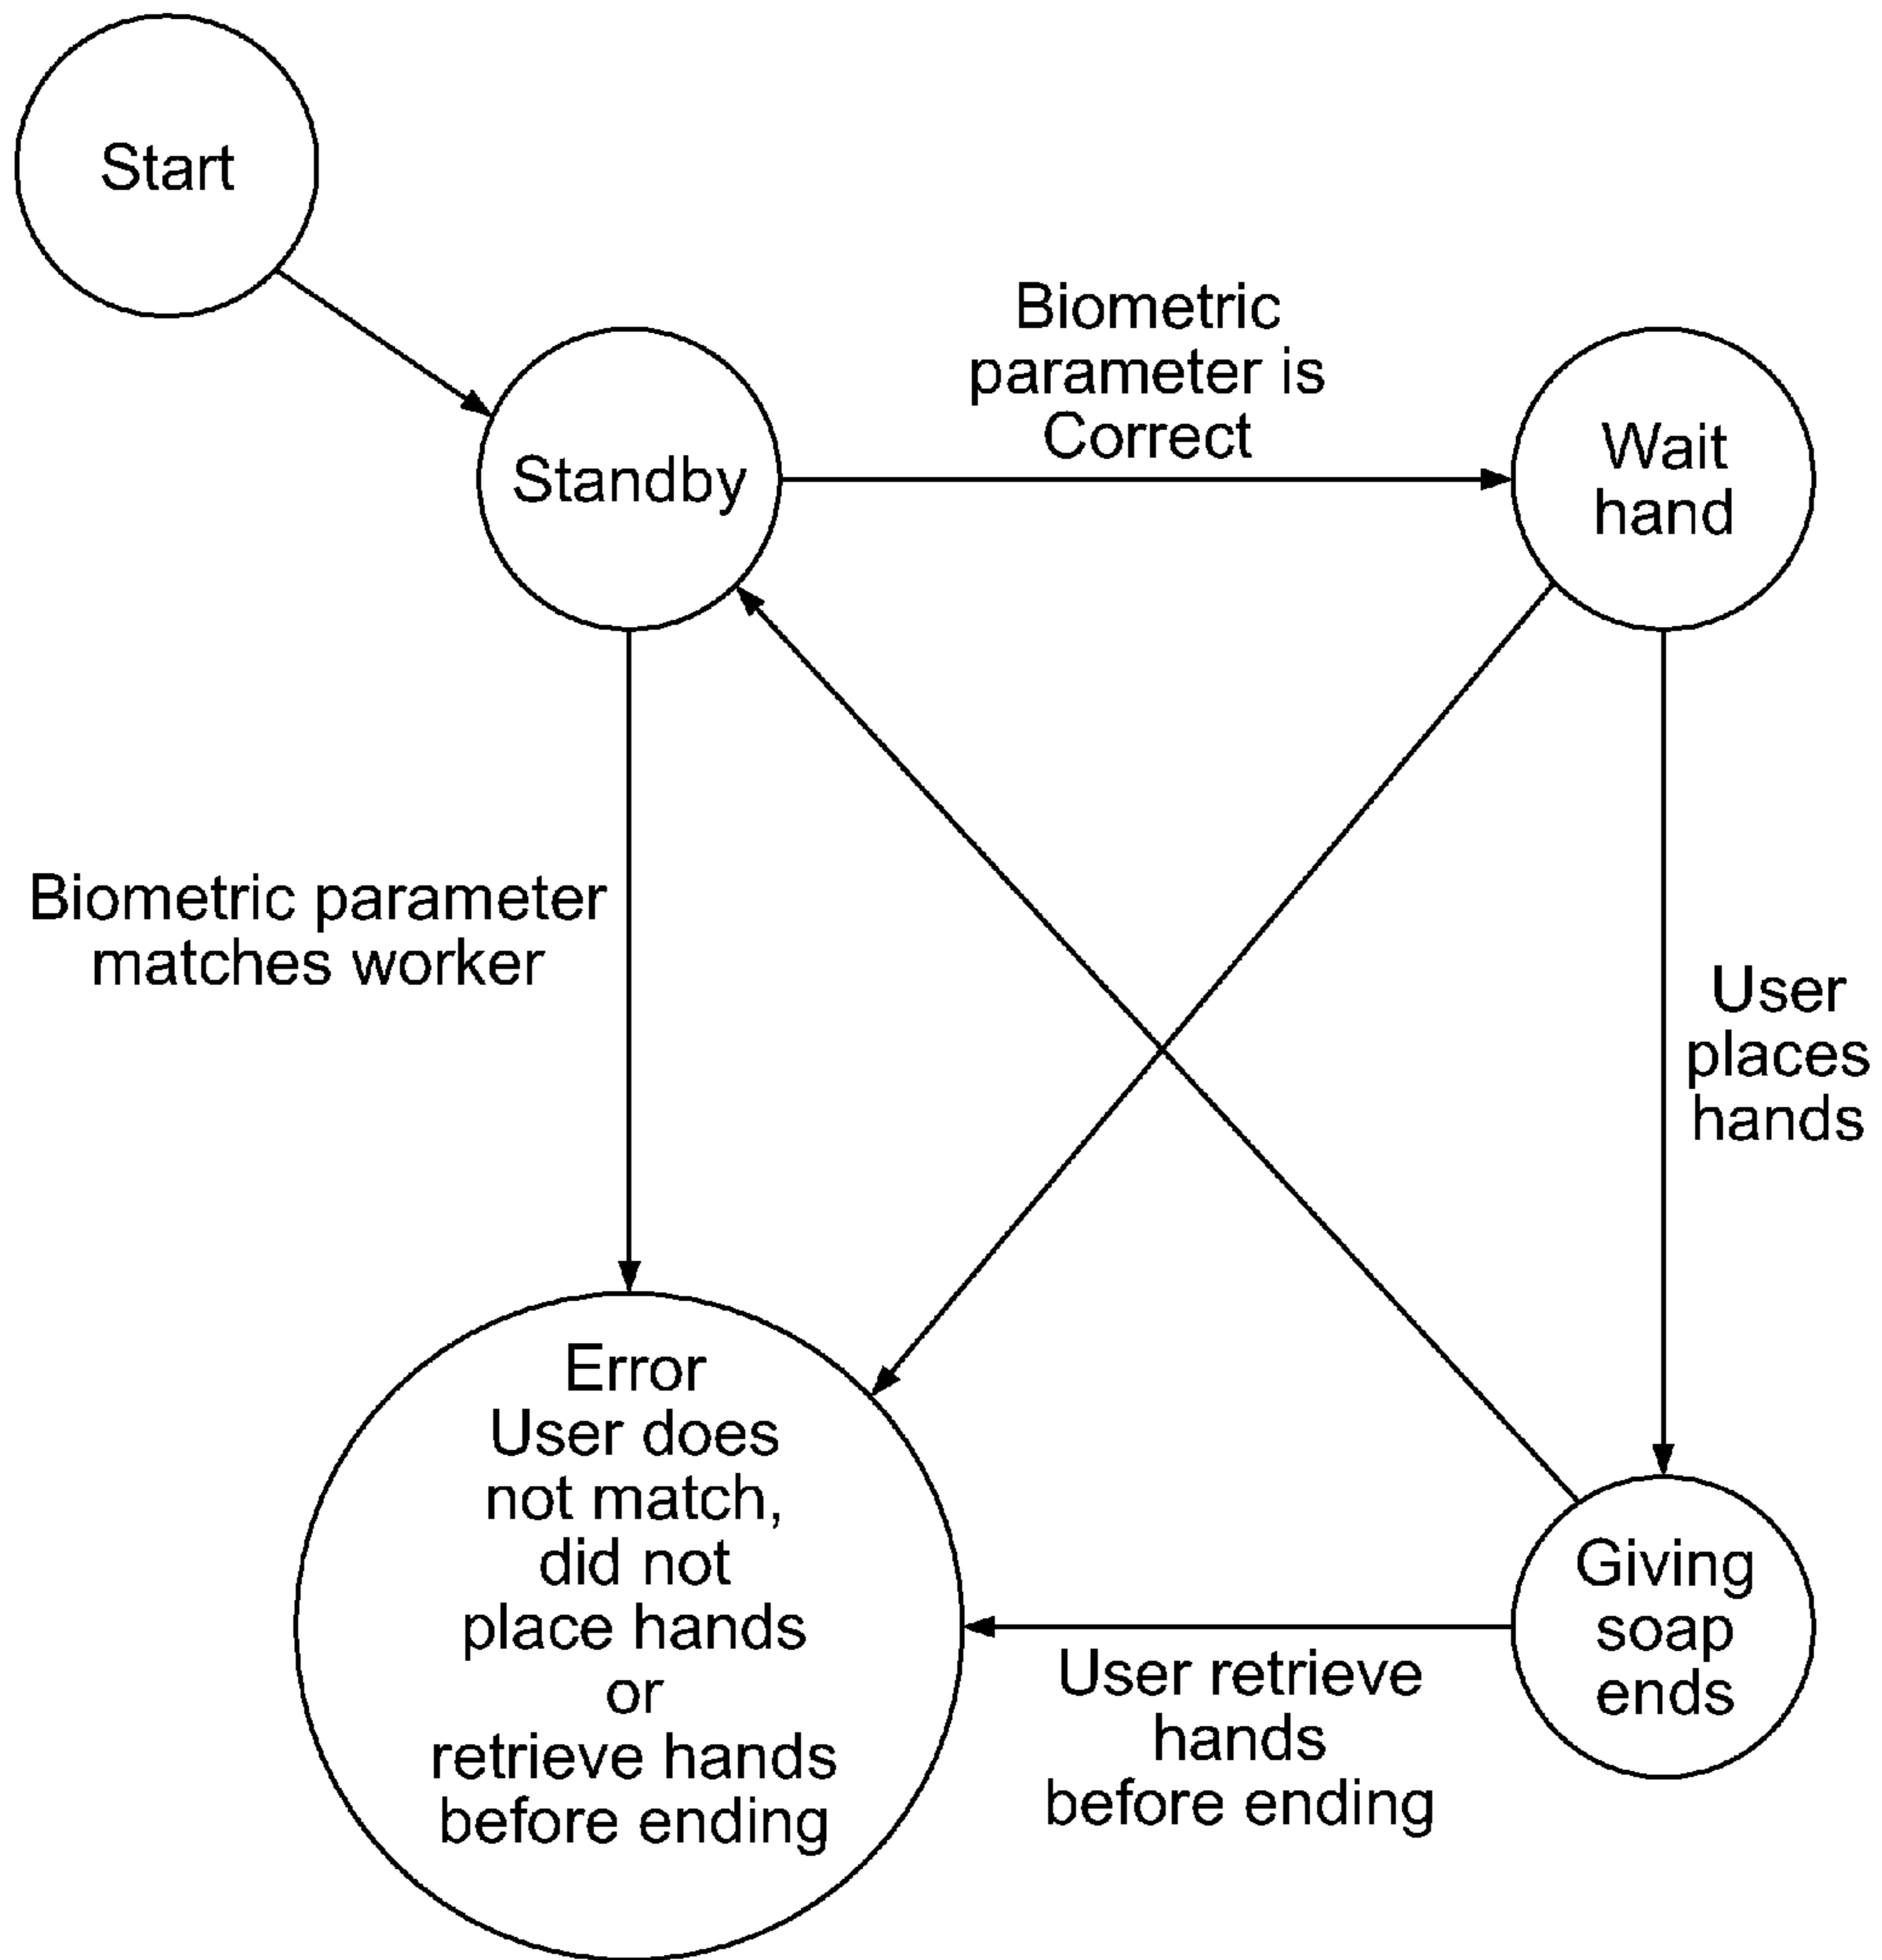 Start
Biometric
parameter is
Correct
Standby
Wait
hand
Biometric parameter
matches worker
User
places
hands
Error
User does
not match,
did not
place hands
or
retrieve hands
before ending
User retrieve
hands
before ending
Giving
soap
ends